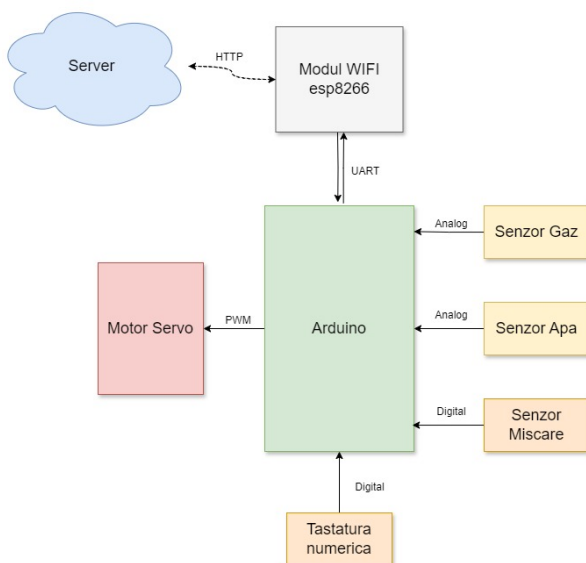 HTTP
Server
Modul WIFI
esp8266
UART
Analog
Senzor Gaz
Motor Servo
PWM
Arduino
Analog
Senzor Apa
Digital
Senzor
Miscare
Digital
Tastatura
numerica